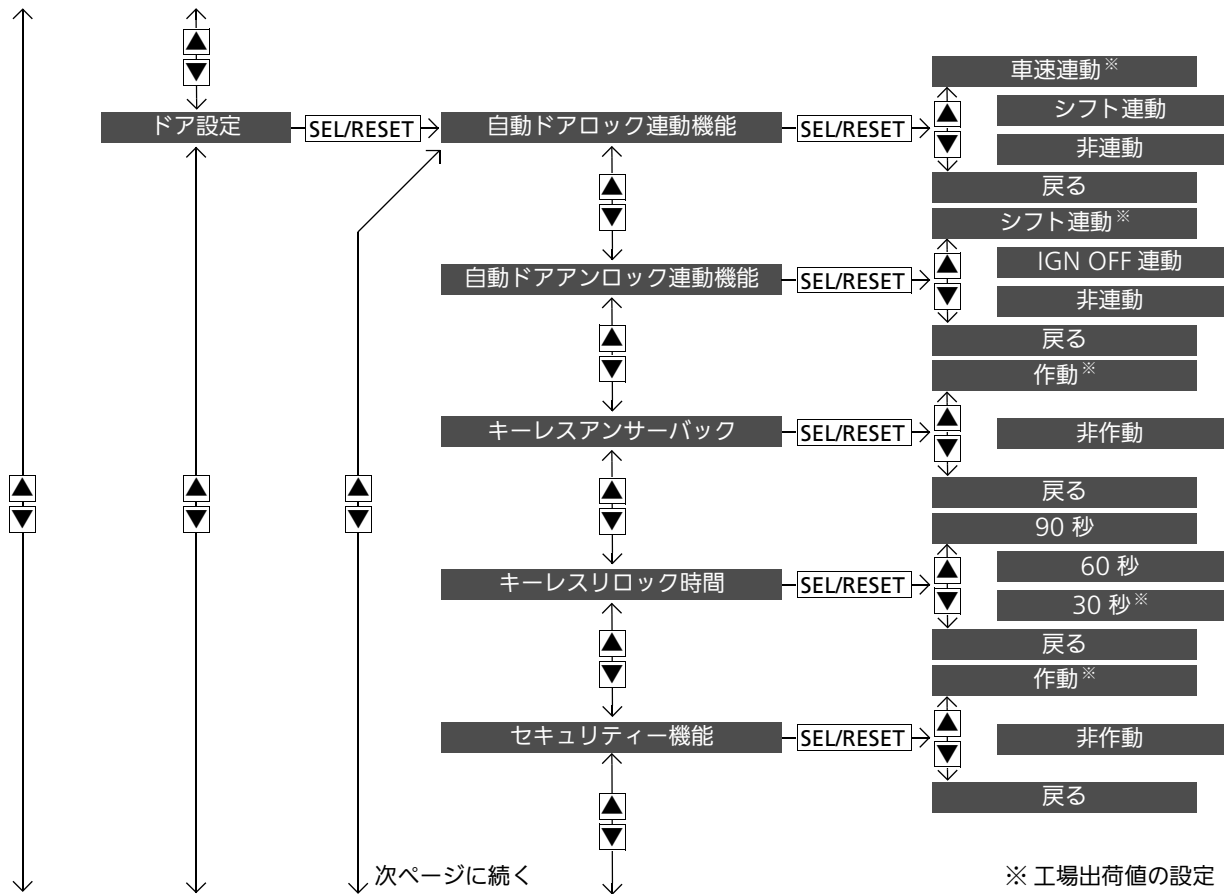 ▲
▼
車速連動※
ドア設定
SEL/RESET
自動ドアロック連動機能
SEL/RESET
▲
▼
シフト連動
非連動
戻る
▲
▼
シフト連動※
自動ドアアンロック連動機能
SEL/RESET
▲
▼
IGN OFF 連動
非連動
戻る
▲
▼
作動※
キーレスアンサーバック
SEL/RESET
▲
▼
非作動
戻る
▲
▼
▲
▼
▲
▼
▲
▼
90 秒
キーレスリロック時間
SEL/RESET
▲
▼
60 秒
30 秒※
戻る
▲
▼
作動※
セキュリティー機能
SEL/RESET
▲
▼
非作動
戻る
▲
▼
次ページに続く
※ 工場出荷値の設定